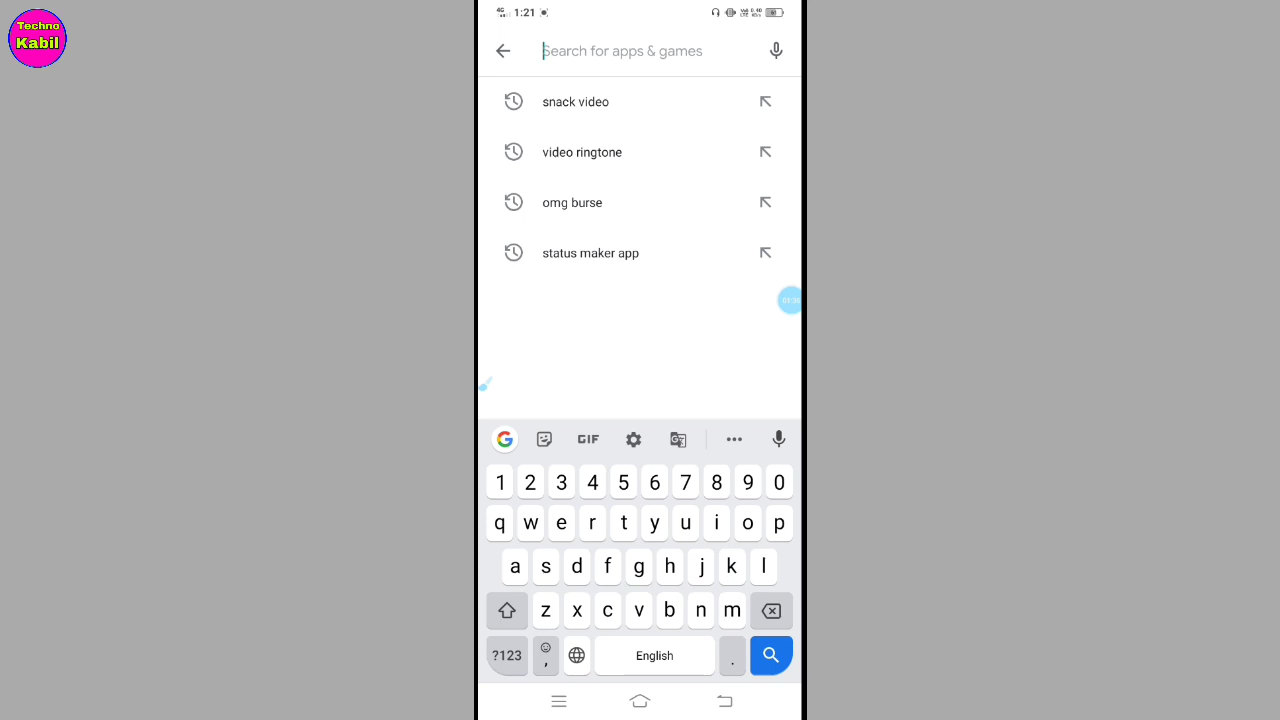 Techno
Kabil
4G 1:21
Search for apps & games
snack video
video ringtone
omg burse
status maker app
GIF
1 2 3 4 5 6 7 8 9 0
q w e r t y u i o p
a s d f g h j k l
z x c v b n m
?123 , English .